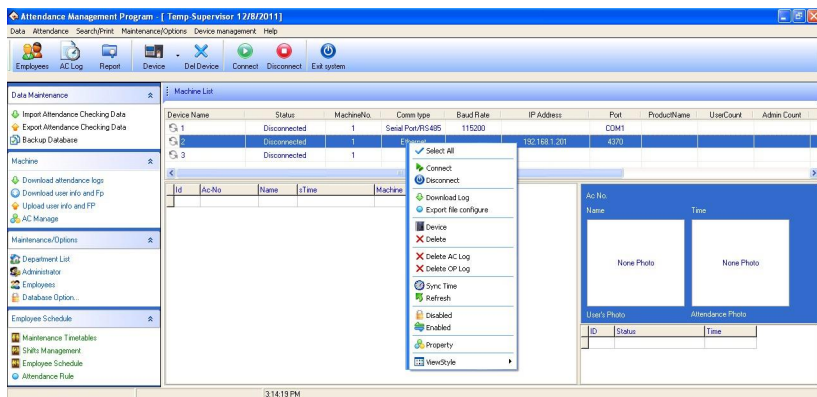 Attendance Management Program - [ Temp-Supervisor 12/8/2011]
Data Attendance Search/Print Maintenance/Options Device management Help
Employees AC Log Report Device Del Device Connect Disconnect Exit system
Data Maintenance
Import Attendance Checking Data
Export Attendance Checking Data
Backup Database
Machine
Download attendance logs
Download user info and Fp
Upload user info and FP
AC Manage
Maintenance/Options
Department List
Administrator
Employees
Database Option...
Employee Schedule
Maintenance Timetables
Shifts Management
Employee Schedule
Attendance Rule
Machine List
Device Name Status MachineNo. Comm type Baud Rate IP Address Port ProductName UserCount Admin Count
1 Disconnected 1 Serial Port/RS485 115200 COM1
2 Disconnected 1 Ethernet 192.168.1.201 4370
3 Disconnected 1
Select All
Connect
Disconnect
Download Log
Export file configure
Device
Delete
Delete AC Log
Delete OP Log
Sync Time
Refresh
Disabled
Enabled
Property
ViewStyle
Id Ac-No Name sTime Machine
Ac No.
Name Time
None Photo None Photo
User's Photo Attendance Photo
ID Status Time
3:14:19 PM